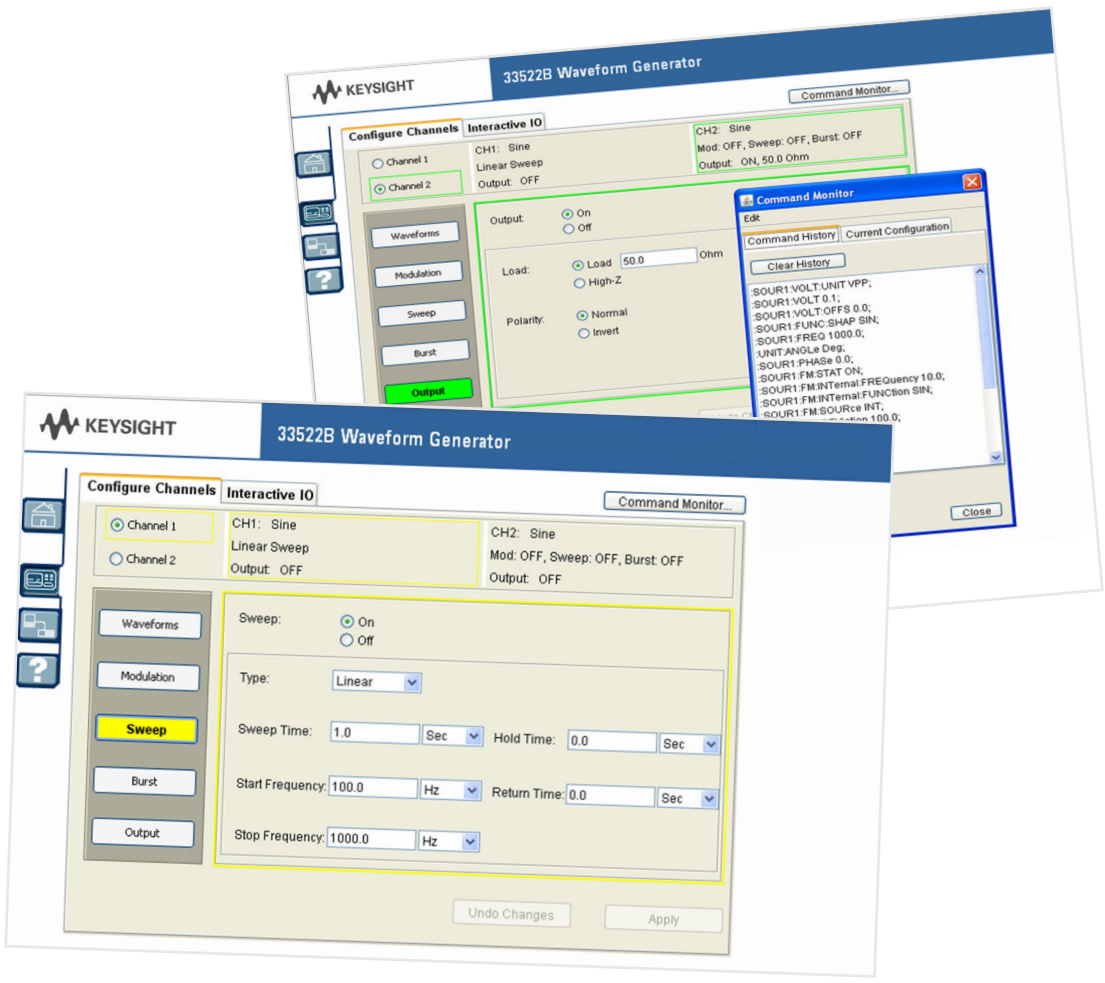 KEYSIGHT
33522B Waveform Generator
Command Monitor...
Configure Channels
Interactive IO
Channel 1
Channel 2
CH1: Sine
Linear Sweep
Output: OFF
CH2: Sine
Mod: OFF, Sweep: OFF, Burst: OFF
Output: ON, 50.0 Ohm
Waveforms
Modulation
Sweep
Burst
Output
Output:
On
Off
Load:
Load 50.0 Ohm
High-Z
Polarity:
Normal
Invert
Command Monitor
Edit
Command History
Current Configuration
Clear History
:SOUR1:VOLT:UNIT VPP;
:SOUR1:VOLT 0.1;
:SOUR1:VOLT:OFFS 0.0;
:SOUR1:FUNC:SHAP SIN;
:SOUR1:FREQ 1000.0;
:UNIT:ANGLe Deg;
:SOUR1:PHASe 0.0;
:SOUR1:FM:STAT ON;
:SOUR1:FM:INTernal:FREQuency 10.0;
:SOUR1:FM:INTernal:FUNCtion SIN;
:SOUR1:FM:SOURce INT;
100.0;
Close
KEYSIGHT
33522B Waveform Generator
Configure Channels
Interactive IO
Command Monitor...
Channel 1
Channel 2
CH1: Sine
Linear Sweep
Output: OFF
CH2: Sine
Mod: OFF, Sweep: OFF, Burst: OFF
Output: OFF
Waveforms
Modulation
Sweep
Burst
Output
Sweep:
On
Off
Type: Linear
Sweep Time: 1.0 Sec Hold Time: 0.0 Sec
Start Frequency: 100.0 Hz Return Time: 0.0 Sec
Stop Frequency: 1000.0 Hz
Undo Changes
Apply